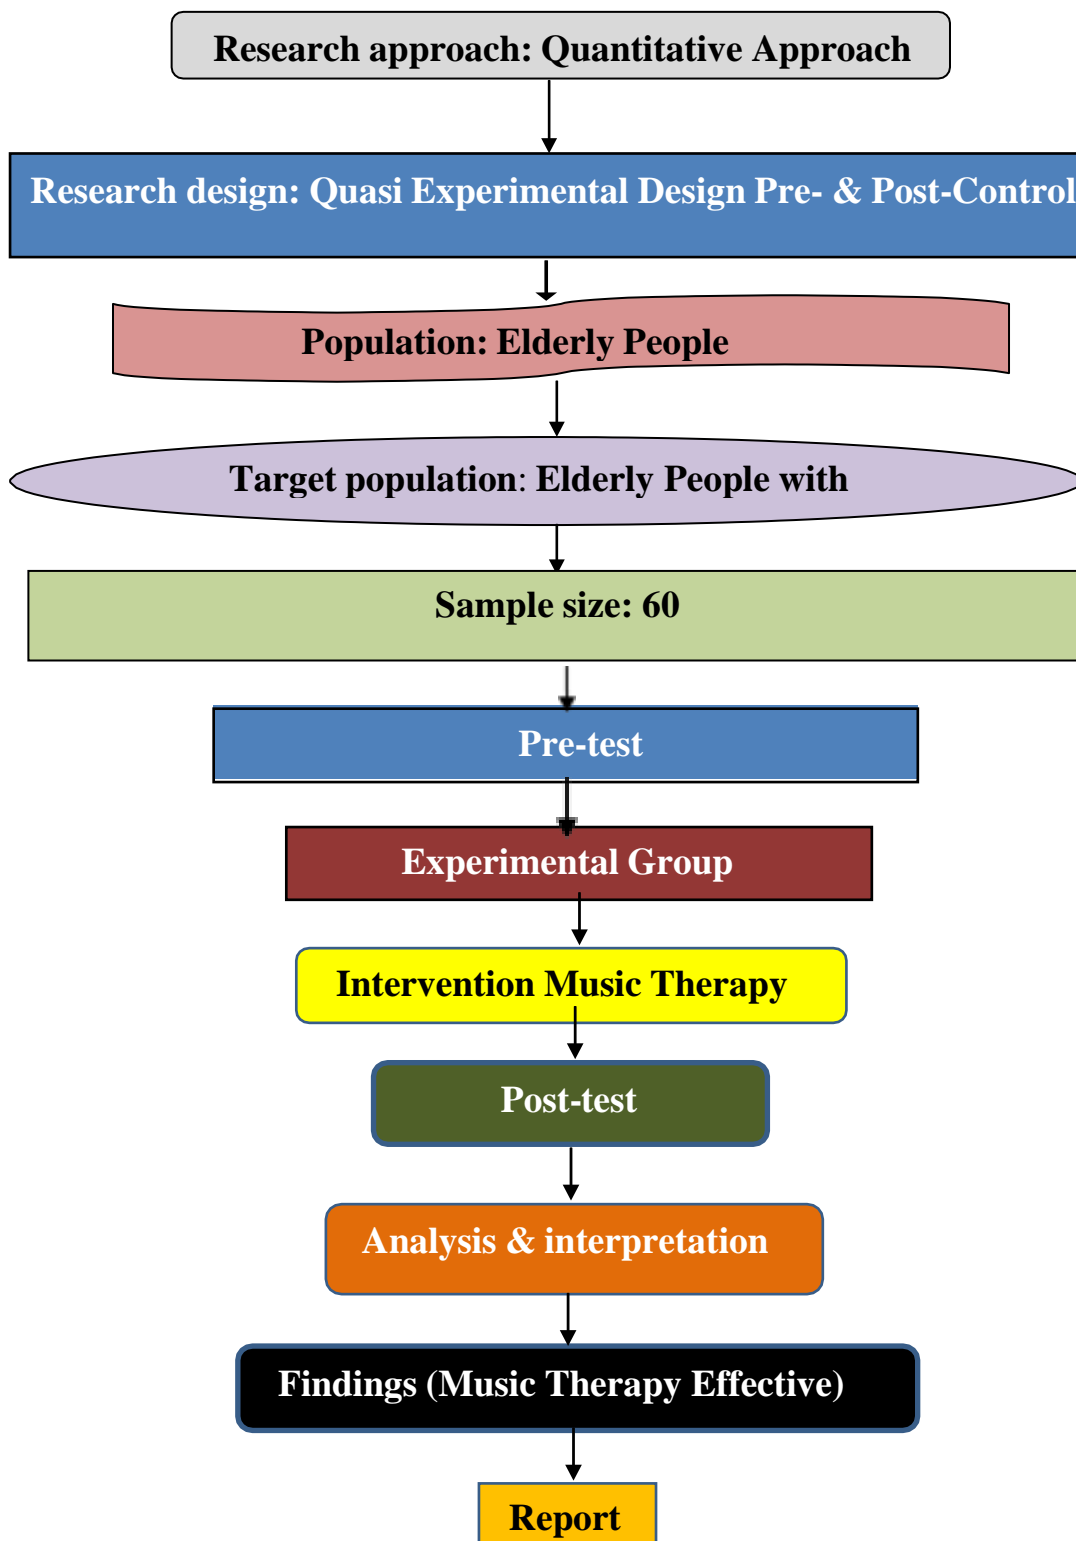 Research approach: Quantitative Approach
Research design: Quasi Experimental Design Pre- & Post-Control
Population: Elderly People
Target population: Elderly People with
Sample size: 60
Pre-test
Experimental Group
Intervention Music Therapy
Post-test
Analysis & interpretation
Findings (Music Therapy Effective)
Report